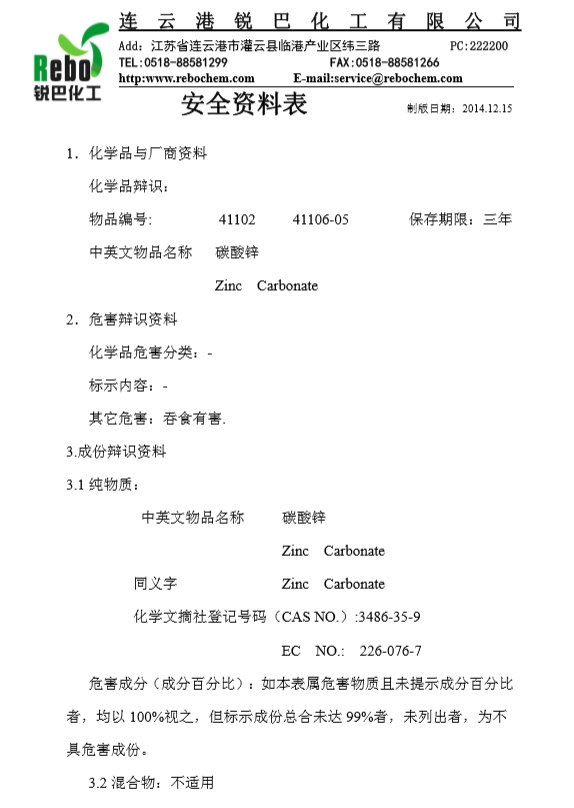 连云港锐巴化工有限公司
Rebo
锐巴化工
Add: 江苏省连云港市灌云县临港产业区纬三路 PC:222200
TEL:0518-88581299 FAX:0518-88581266
http:www.rebochem.com E-mail:service@rebochem.com
安全资料表 制版日期: 2014.12.15
1. 化学品与厂商资料
化学品辩识:
物品编号: 41102 41106-05 保存期限: 三年
中英文物品名称 碳酸锌
Zinc Carbonate
2. 危害辩识资料
化学品危害分类: -
标示内容: -
其它危害: 吞食有害.
3.成份辩识资料
3.1 纯物质:
中英文物品名称 碳酸锌
Zinc Carbonate
同义字 Zinc Carbonate
化学文摘社登记号码（CAS NO.）:3486-35-9
EC NO.: 226-076-7
危害成分（成分百分比）: 如本表属危害物质且未提示成分百分比
者，均以 100%视之，但标示成份总合未达 99%者，未列出者，为不
具危害成份。
3.2 混合物: 不适用